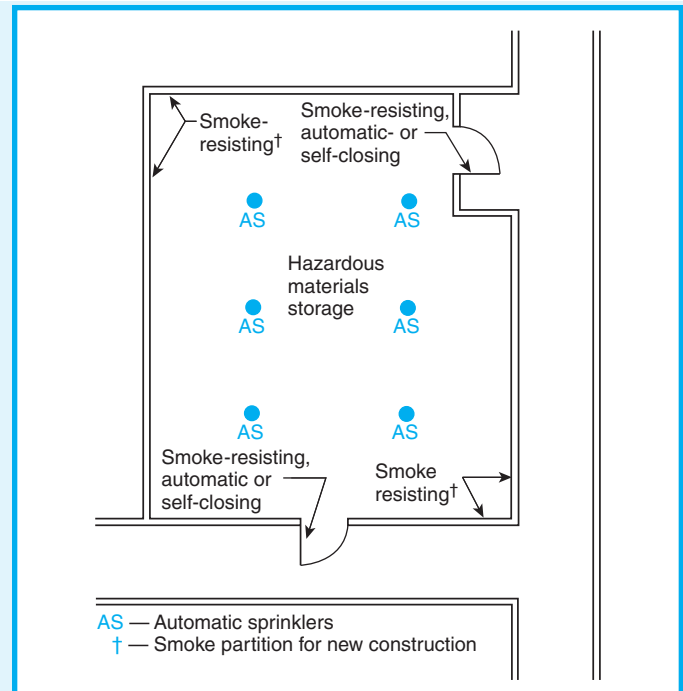 Smoke-
resisting†
Smoke-resisting,
automatic- or
self-closing
AS
AS
Hazardous
materials
storage
AS
AS
AS
AS
Smoke-resisting,
automatic or
self-closing
Smoke
resisting†
AS — Automatic sprinklers
† — Smoke partition for new construction